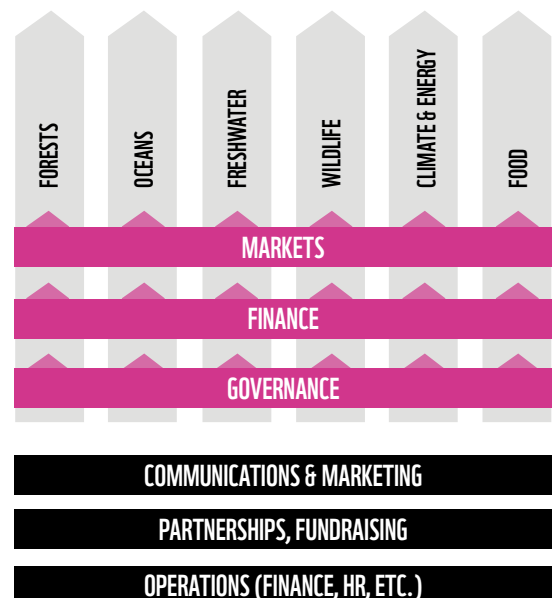 FORESTS
OCEANS
FRESHWATER
WILDLIFE
CLIMATE & ENERGY
FOOD
MARKETS
FINANCE
GOVERNANCE
COMMUNICATIONS & MARKETING
PARTNERSHIPS, FUNDRAISING
OPERATIONS (FINANCE, HR, ETC.)